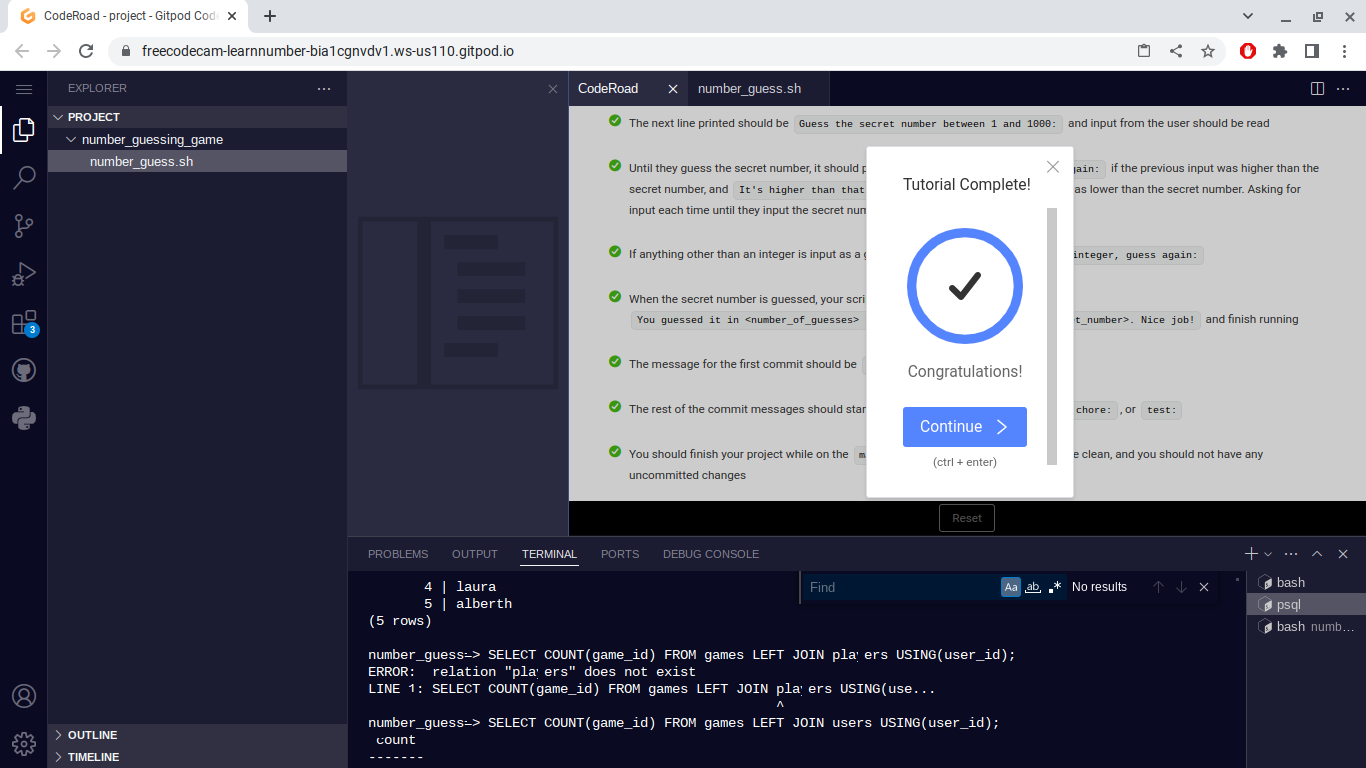 CodeRoad - project - Gitpod Cod
freecodecam-learnnumber-bia1cgnvdv1.ws-us110.gitpod.io
EXPLORER
PROJECT
number_guessing_game
number_guess.sh
3
OUTLINE
TIMELINE
CodeRoad
number_guess.sh
The next line printed should be Guess the secret number between 1 and 1000: and input from the user should be read
Until they guess the secret number, it should p gain: if the previous input was higher than the
secret number, and It's higher than that as lower than the secret number. Asking for
input each time until they input the secret num
If anything other than an integer is input as a g integer, guess again:
When the secret number is guessed, your scri
You guessed it in <number_of_guesses> t_number>. Nice job! and finish running
The message for the first commit should be
The rest of the commit messages should star chore: , or test:
You should finish your project while on the ma e clean, and you should not have any
uncommitted changes
Tutorial Complete!
Congratulations!
Continue
(ctrl + enter)
Reset
PROBLEMS OUTPUT TERMINAL PORTS DEBUG CONSOLE
Find
Aa
ab
.*
No results
4 | laura
5 | alberth
(5 rows)
number_guess=> SELECT COUNT(game_id) FROM games LEFT JOIN players USING(user_id);
ERROR:  relation "players" does not exist
LINE 1: SELECT COUNT(game_id) FROM games LEFT JOIN players USING(use...
^
number_guess=> SELECT COUNT(game_id) FROM games LEFT JOIN users USING(user_id);
count
-------
bash
psql
bash numb…